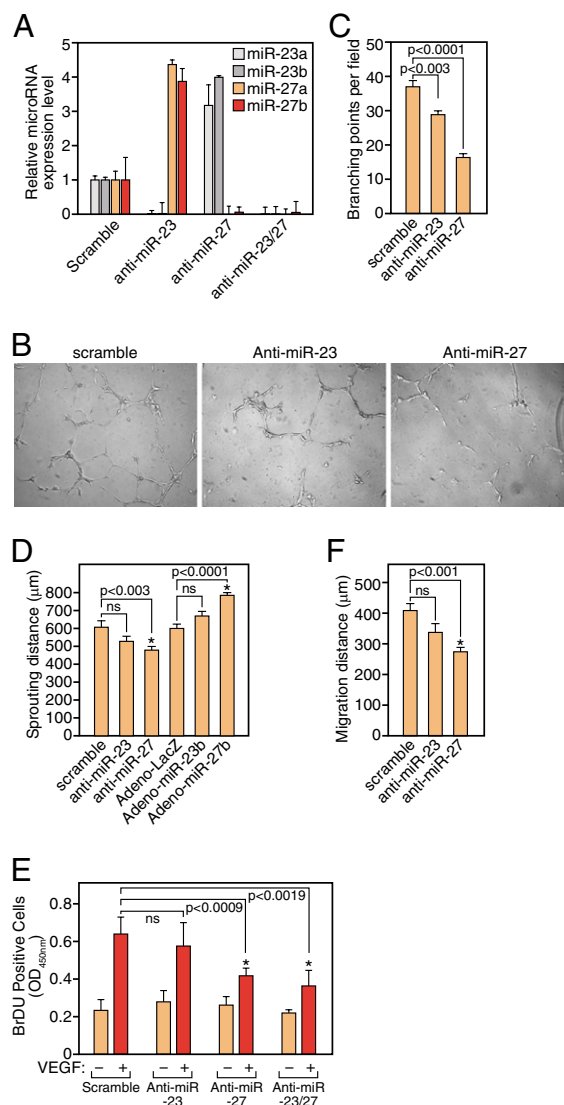 A
Relative microRNA
expression level
5
4
3
2
1
0
miR-23a
miR-23b
miR-27a
miR-27b
Scramble
anti-miR-23
anti-miR-27
anti-miR-23/27
C
Branching points per field
50
40
30
20
10
0
p<0.0001
p<0.003
scramble
anti-miR-23
anti-miR-27
B
scramble
Anti-miR-23
Anti-miR-27
D
Sprouting distance (μm)
800
700
600
500
400
300
200
100
0
p<0.003
ns
*
p<0.0001
ns
*
scramble
anti-miR-23
anti-miR-27
Adeno-LacZ
Adeno-miR-23b
Adeno-miR-27b
F
Migration distance (μm)
500
400
300
200
100
0
p<0.001
ns
*
scramble
anti-miR-23
anti-miR-27
E
BrDU Positive Cells
(OD450nm)
0.8
0.6
0.4
0.2
0
p<0.0019
p<0.0009
ns
*
*
VEGF: − + − + − + − +
Scramble Anti-miR Anti-miR Anti-miR
-23 -27 -23/27